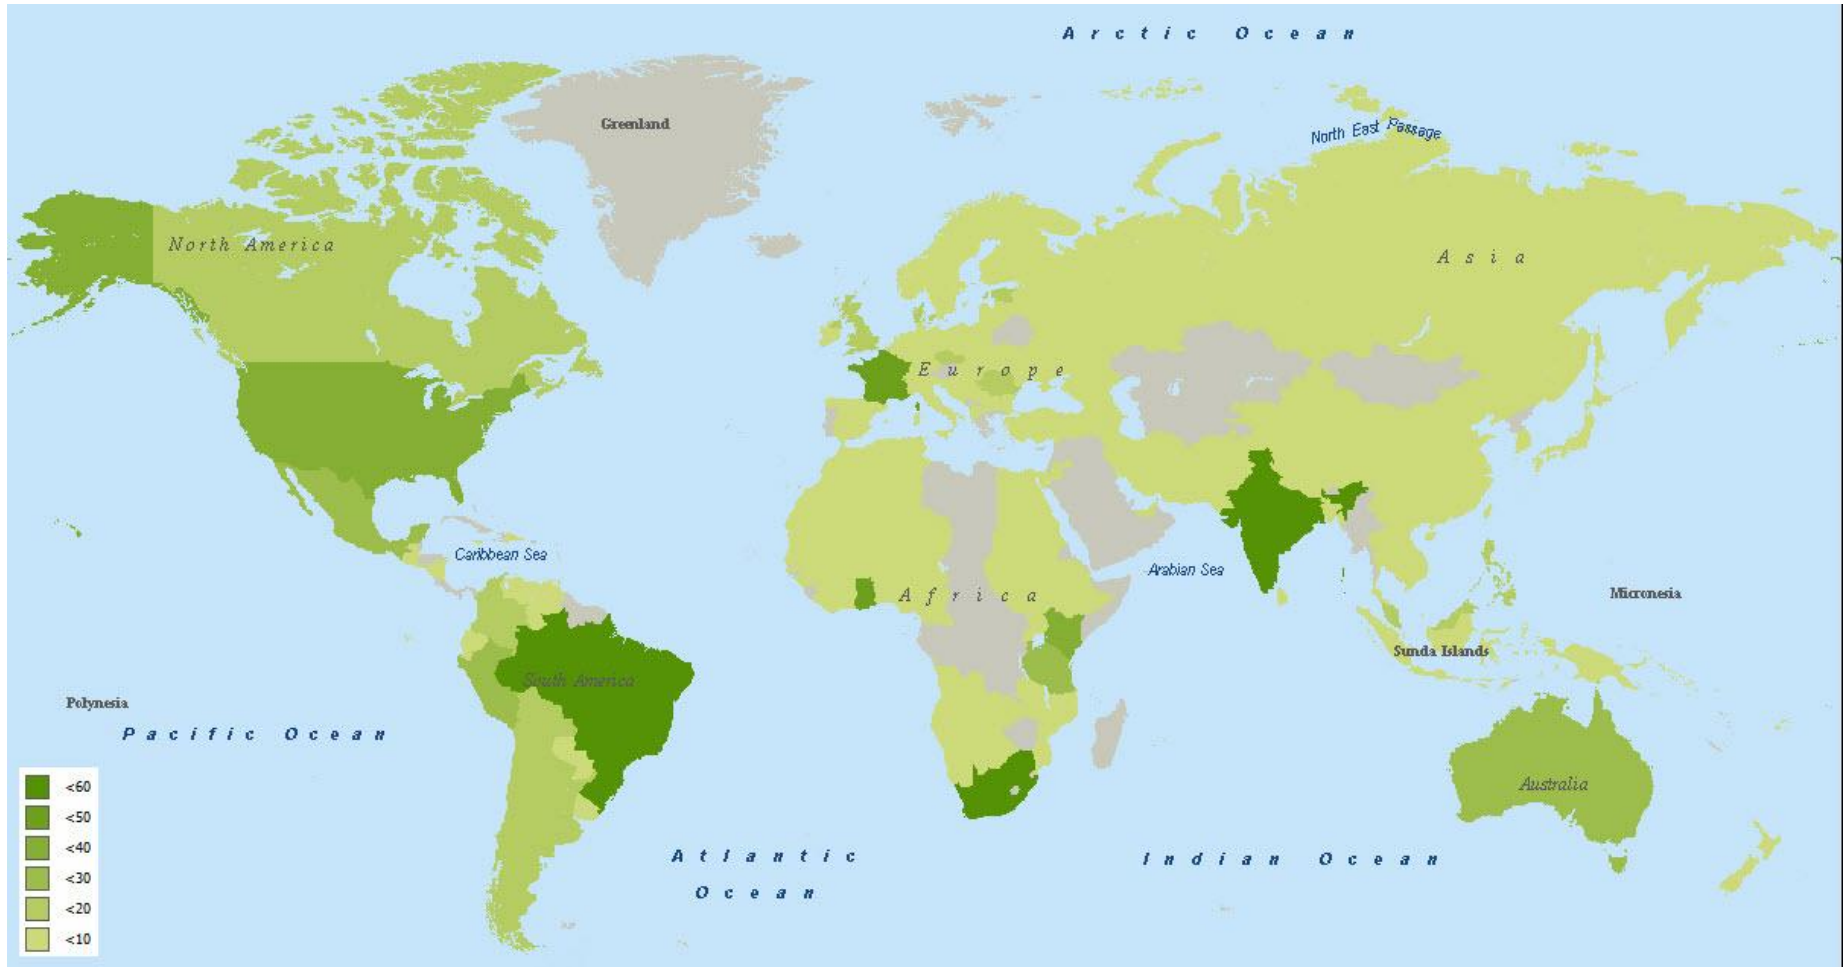 Arctic Ocean
Greenland
North East Passage
North America
Asia
Europe
Caribbean Sea
Arabian Sea
Africa
Micronesia
Sunda Islands
South America
Polynesia
Pacific Ocean
Australia
<60
<50
<40
<30
<20
<10
Atlantic
Ocean
Indian Ocean